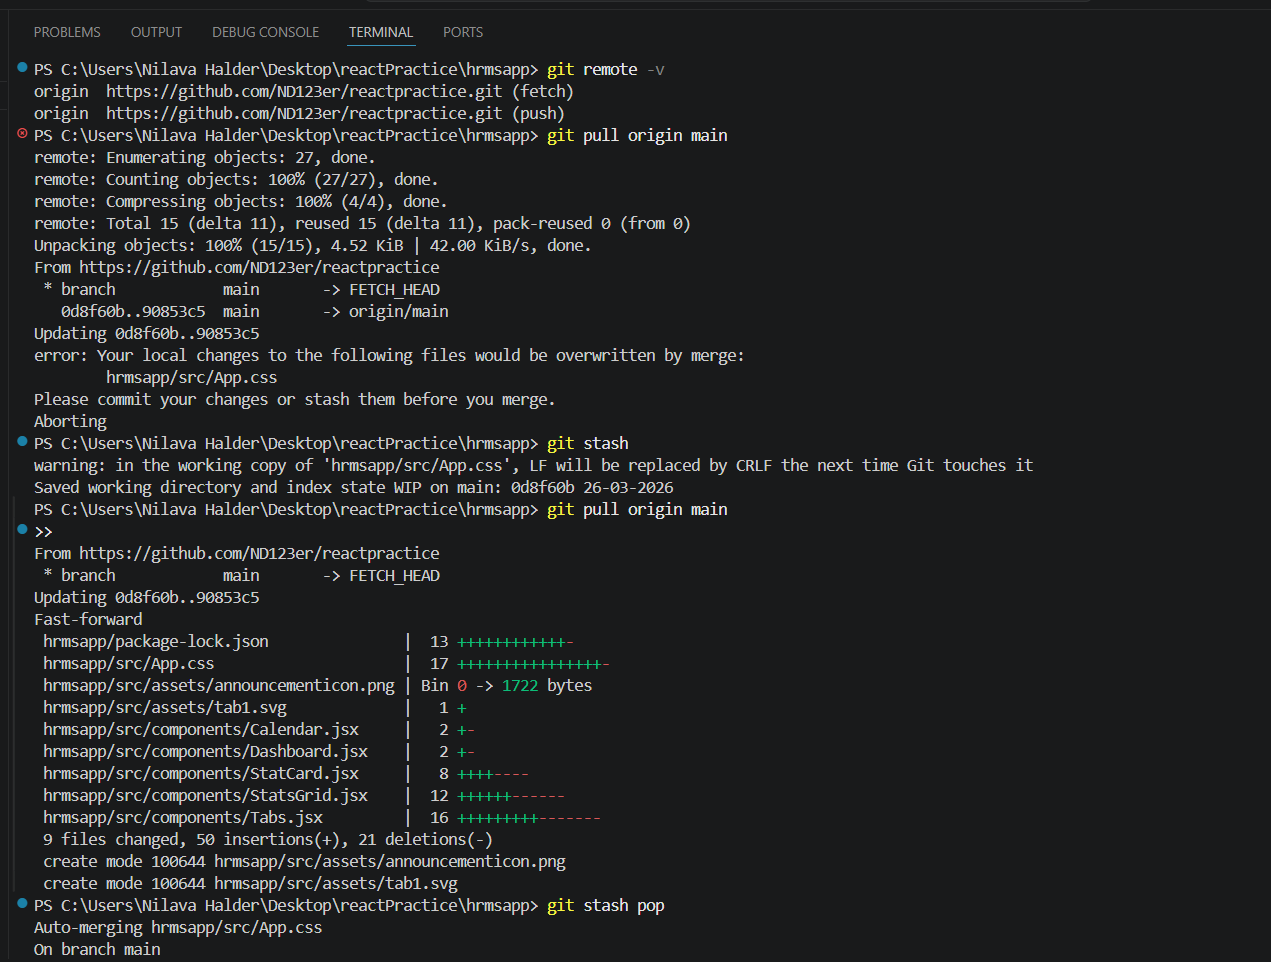 PROBLEMS OUTPUT DEBUG CONSOLE TERMINAL PORTS
PS C:\Users\Nilava Halder\Desktop\reactPractice\hrmsapp> git remote -v
origin  https://github.com/ND123er/reactpractice.git (fetch)
origin  https://github.com/ND123er/reactpractice.git (push)
PS C:\Users\Nilava Halder\Desktop\reactPractice\hrmsapp> git pull origin main
remote: Enumerating objects: 27, done.
remote: Counting objects: 100% (27/27), done.
remote: Compressing objects: 100% (4/4), done.
remote: Total 15 (delta 11), reused 15 (delta 11), pack-reused 0 (from 0)
Unpacking objects: 100% (15/15), 4.52 KiB | 42.00 KiB/s, done.
From https://github.com/ND123er/reactpractice
 * branch            main       -> FETCH_HEAD
   0d8f60b..90853c5  main       -> origin/main
Updating 0d8f60b..90853c5
error: Your local changes to the following files would be overwritten by merge:
        hrmsapp/src/App.css
Please commit your changes or stash them before you merge.
Aborting
PS C:\Users\Nilava Halder\Desktop\reactPractice\hrmsapp> git stash
warning: in the working copy of 'hrmsapp/src/App.css', LF will be replaced by CRLF the next time Git touches it
Saved working directory and index state WIP on main: 0d8f60b 26-03-2026
PS C:\Users\Nilava Halder\Desktop\reactPractice\hrmsapp> git pull origin main
>>
From https://github.com/ND123er/reactpractice
 * branch            main       -> FETCH_HEAD
Updating 0d8f60b..90853c5
Fast-forward
 hrmsapp/package-lock.json               |  13 ++++++++++++-
 hrmsapp/src/App.css                     |  17 ++++++++++++++++-
 hrmsapp/src/assets/announcementicon.png | Bin 0 -> 1722 bytes
 hrmsapp/src/assets/tab1.svg             |   1 +
 hrmsapp/src/components/Calendar.jsx     |   2 +-
 hrmsapp/src/components/Dashboard.jsx    |   2 +-
 hrmsapp/src/components/StatCard.jsx     |   8 ++++----
 hrmsapp/src/components/StatsGrid.jsx    |  12 ++++++------
 hrmsapp/src/components/Tabs.jsx         |  16 +++++++++-------
 9 files changed, 50 insertions(+), 21 deletions(-)
 create mode 100644 hrmsapp/src/assets/announcementicon.png
 create mode 100644 hrmsapp/src/assets/tab1.svg
PS C:\Users\Nilava Halder\Desktop\reactPractice\hrmsapp> git stash pop
Auto-merging hrmsapp/src/App.css
On branch main